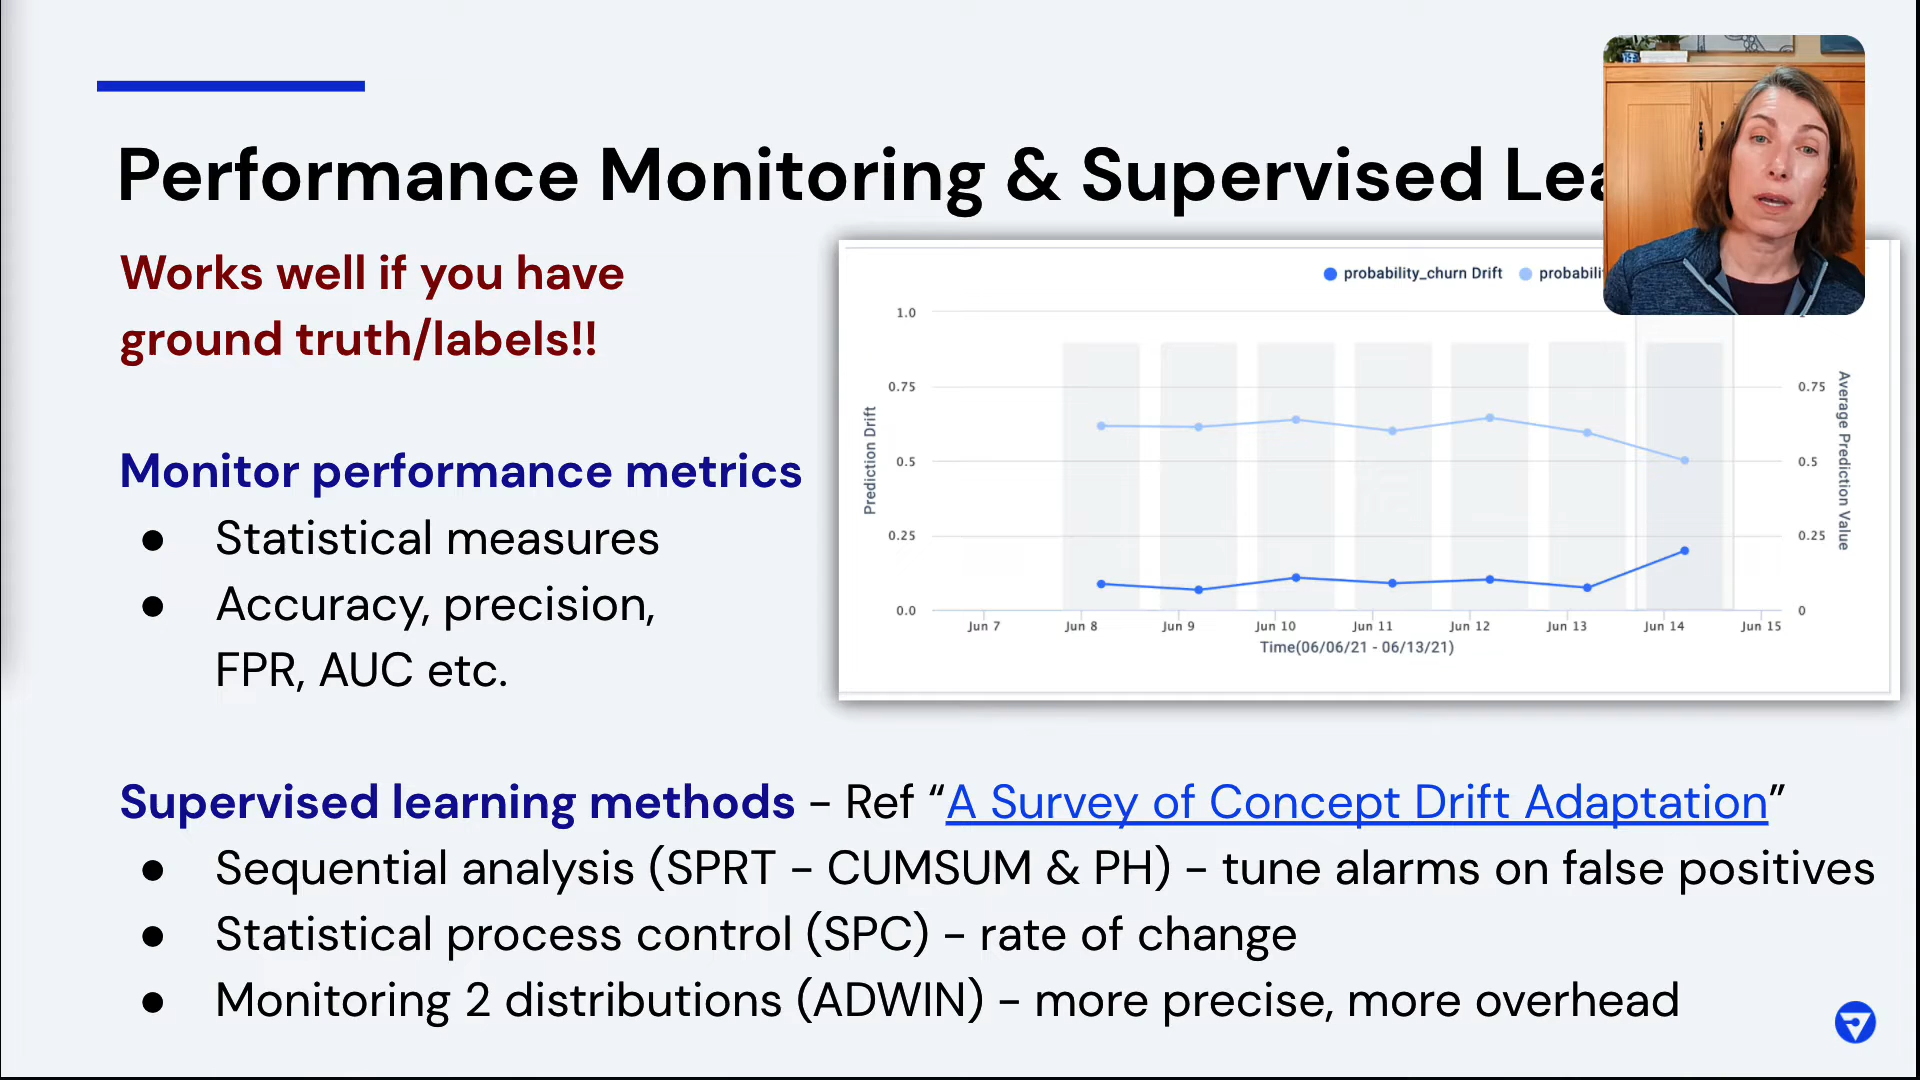 Performance Monitoring & Supervised
Works well if you have
ground truth/labels!!
Monitor performance metrics
● Statistical measures
● Accuracy, precision,
FPR, AUC etc.
probability_churn Drift
1.0
0.75
0.5
0.25
0.0
Prediction Drift
0.75
0.5
0.25
0
Average Prediction Value
Jun 7 Jun 8 Jun 9 Jun 10 Jun 11 Jun 12 Jun 13 Jun 14 Jun 15
Time(06/06/21 - 06/13/21)
Supervised learning methods – Ref “A Survey of Concept Drift Adaptation”
● Sequential analysis (SPRT – CUMSUM & PH) – tune alarms on false positives
● Statistical process control (SPC) – rate of change
● Monitoring 2 distributions (ADWIN) – more precise, more overhead